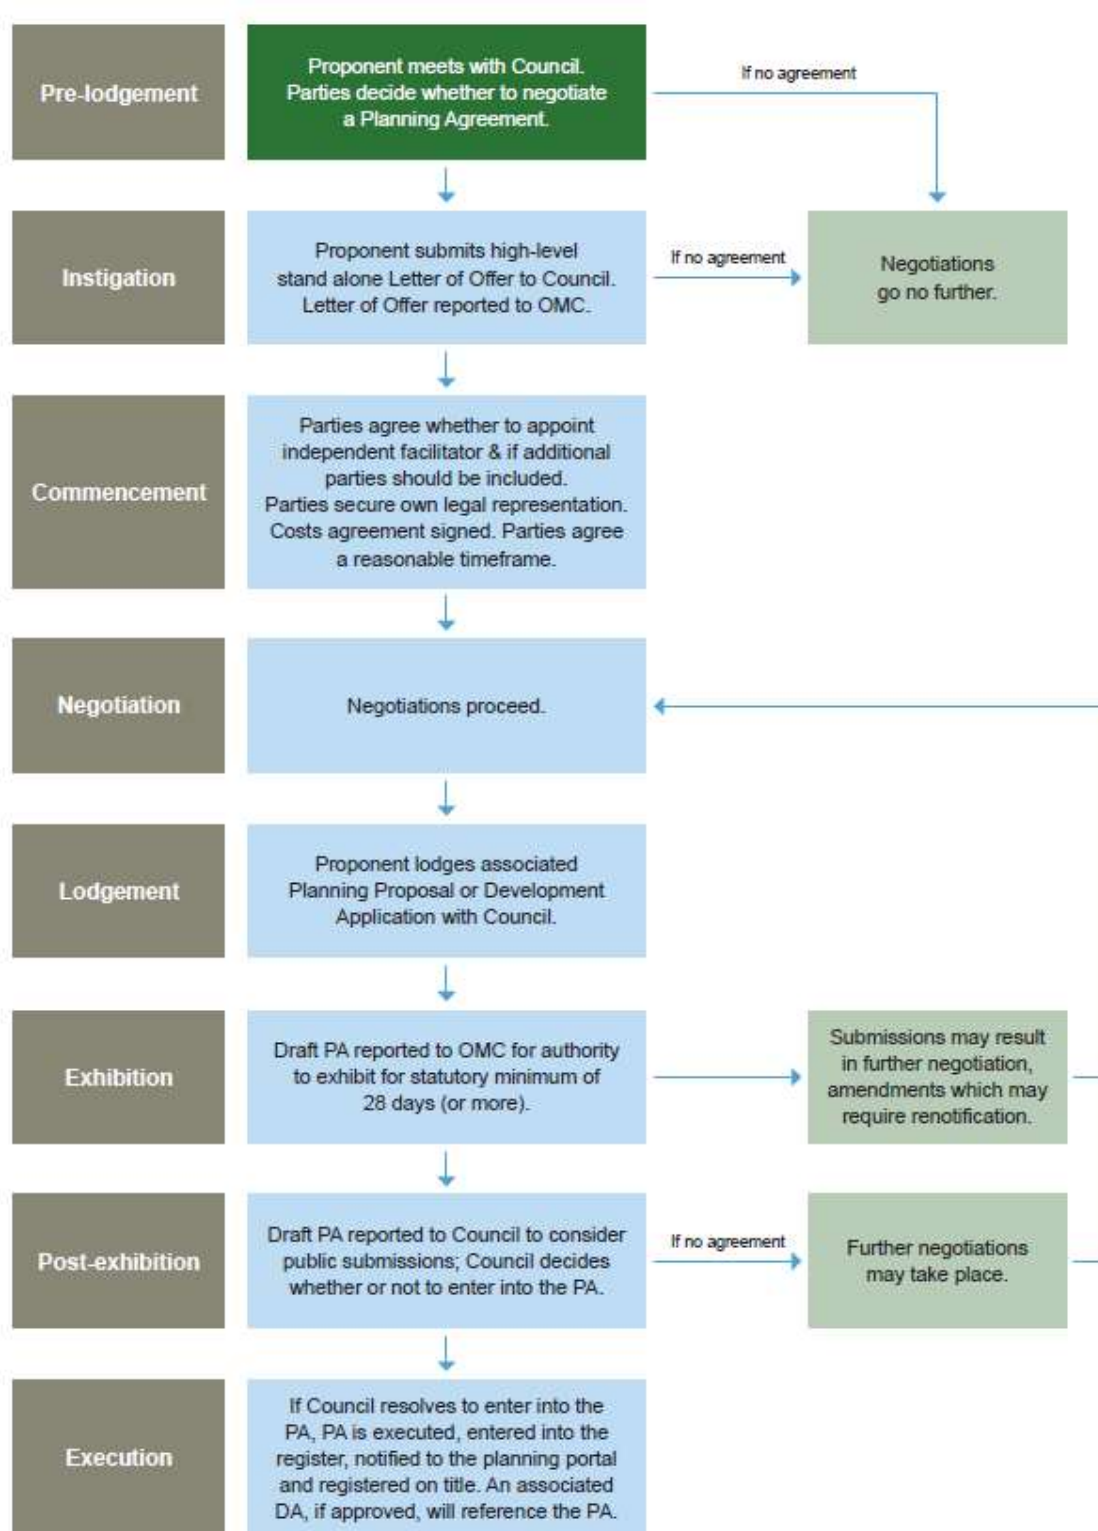 Pre-lodgement
Proponent meets with Council.
Parties decide whether to negotiate
a Planning Agreement.
If no agreement
Instigation
Proponent submits high-level
stand alone Letter of Offer to Council.
Letter of Offer reported to OMC.
If no agreement
Negotiations
go no further.
Commencement
Parties agree whether to appoint
independent facilitator & if additional
parties should be included.
Parties secure own legal representation.
Costs agreement signed. Parties agree
a reasonable timeframe.
Negotiation
Negotiations proceed.
Lodgement
Proponent lodges associated
Planning Proposal or Development
Application with Council.
Exhibition
Draft PA reported to OMC for authority
to exhibit for statutory minimum of
28 days (or more).
Submissions may result
in further negotiation,
amendments which may
require renotification.
Post-exhibition
Draft PA reported to Council to consider
public submissions; Council decides
whether or not to enter into the PA.
If no agreement
Further negotiations
may take place.
Execution
If Council resolves to enter into the
PA, PA is executed, entered into the
register, notified to the planning portal
and registered on title. An associated
DA, if approved, will reference the PA.